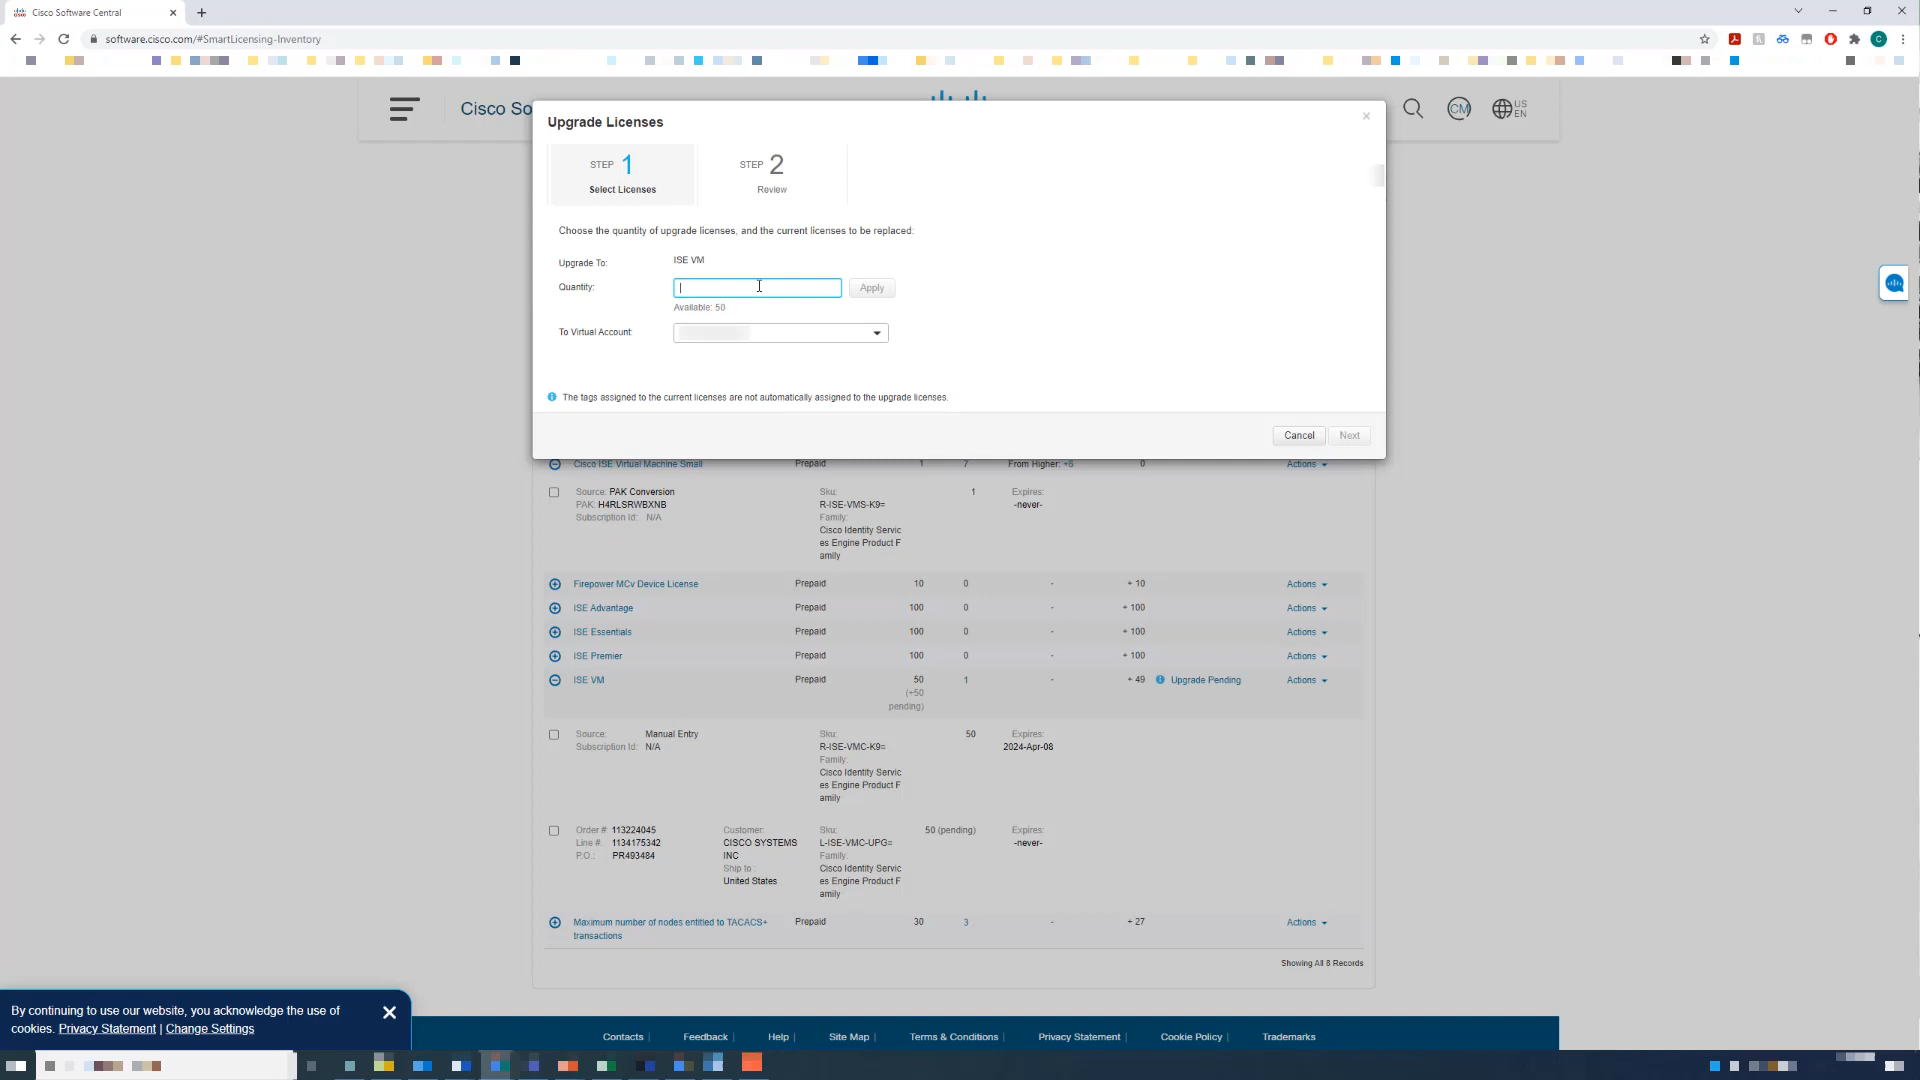 Cisco Software Central
software.cisco.com/#SmartLicensing-Inventory
Cisco So
CM
US
EN
Upgrade Licenses
STEP 1
Select Licenses
STEP 2
Review
Choose the quantity of upgrade licenses, and the current licenses to be replaced:
Upgrade To: ISE VM
Quantity: Apply
Available: 50
To Virtual Account:
The tags assigned to the current licenses are not automatically assigned to the upgrade licenses.
Cancel Next
Cisco ISE Virtual Machine Small Prepaid 1 7 From Higher: +6 0 Actions
Source: PAK Conversion Sku: 1 Expires:
PAK: H4RLSRWBXNB R-ISE-VMS-K9= -never-
Subscription Id: N/A Family:
Cisco Identity Servic
es Engine Product F
amily
Firepower MCv Device License Prepaid 10 0 - + 10 Actions
ISE Advantage Prepaid 100 0 - + 100 Actions
ISE Essentials Prepaid 100 0 - + 100 Actions
ISE Premier Prepaid 100 0 - + 100 Actions
ISE VM Prepaid 50 1 - + 49 Upgrade Pending Actions
(+50
pending)
Source: Manual Entry Sku: 50 Expires:
Subscription Id: N/A R-ISE-VMC-K9= 2024-Apr-08
Family:
Cisco Identity Servic
es Engine Product F
amily
Order # 113224045 Customer: Sku: 50 (pending) Expires:
Line #: 1134175342 CISCO SYSTEMS L-ISE-VMC-UPG= -never-
P.O.: PR493484 INC Family:
Ship to : Cisco Identity Servic
United States es Engine Product F
amily
Maximum number of nodes entitled to TACACS+ Prepaid 30 3 - + 27 Actions
transactions
Showing All 8 Records
By continuing to use our website, you acknowledge the use of
cookies. Privacy Statement | Change Settings
Contacts | Feedback | Help | Site Map | Terms & Conditions | Privacy Statement | Cookie Policy | Trademarks